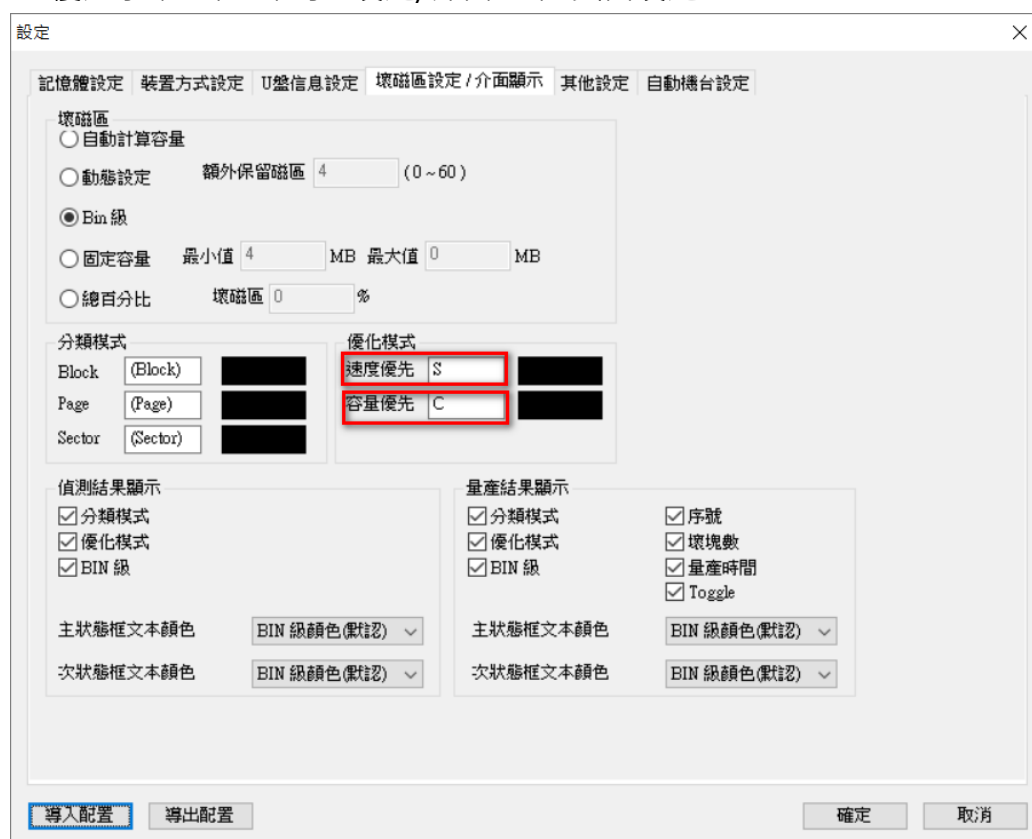 設定
記憶體設定 裝置方式設定 U盤信息設定 壞磁區設定 / 介面顯示 其他設定 自動機台設定
壞磁區
自動計算容量
動態設定 額外保留磁區 4 (0~60)
Bin 級
固定容量 最小值 4 MB 最大值 0 MB
總百分比 壞磁區 0 %
分類模式
Block (Block)
Page (Page)
Sector (Sector)
優化模式
速度優先 S
容量優先 C
偵測結果顯示
分類模式
優化模式
BIN 級
主狀態框文本顏色 BIN 級顏色(默認)
次狀態框文本顏色 BIN 級顏色(默認)
量產結果顯示
分類模式 序號
優化模式 壞塊數
BIN 級 量產時間
Toggle
主狀態框文本顏色 BIN 級顏色(默認)
次狀態框文本顏色 BIN 級顏色(默認)
導入配置 導出配置 確定 取消